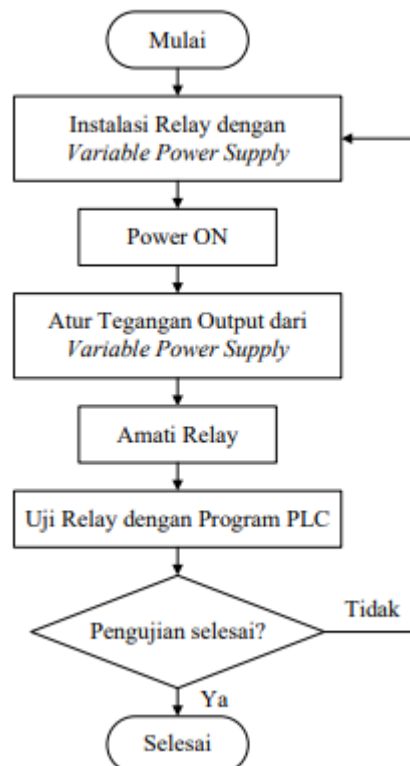 Mulai
Instalasi Relay dengan
Variable Power Supply
Power ON
Atur Tegangan Output dari
Variable Power Supply
Amati Relay
Uji Relay dengan Program PLC
Pengujian selesai?
Tidak
Ya
Selesai